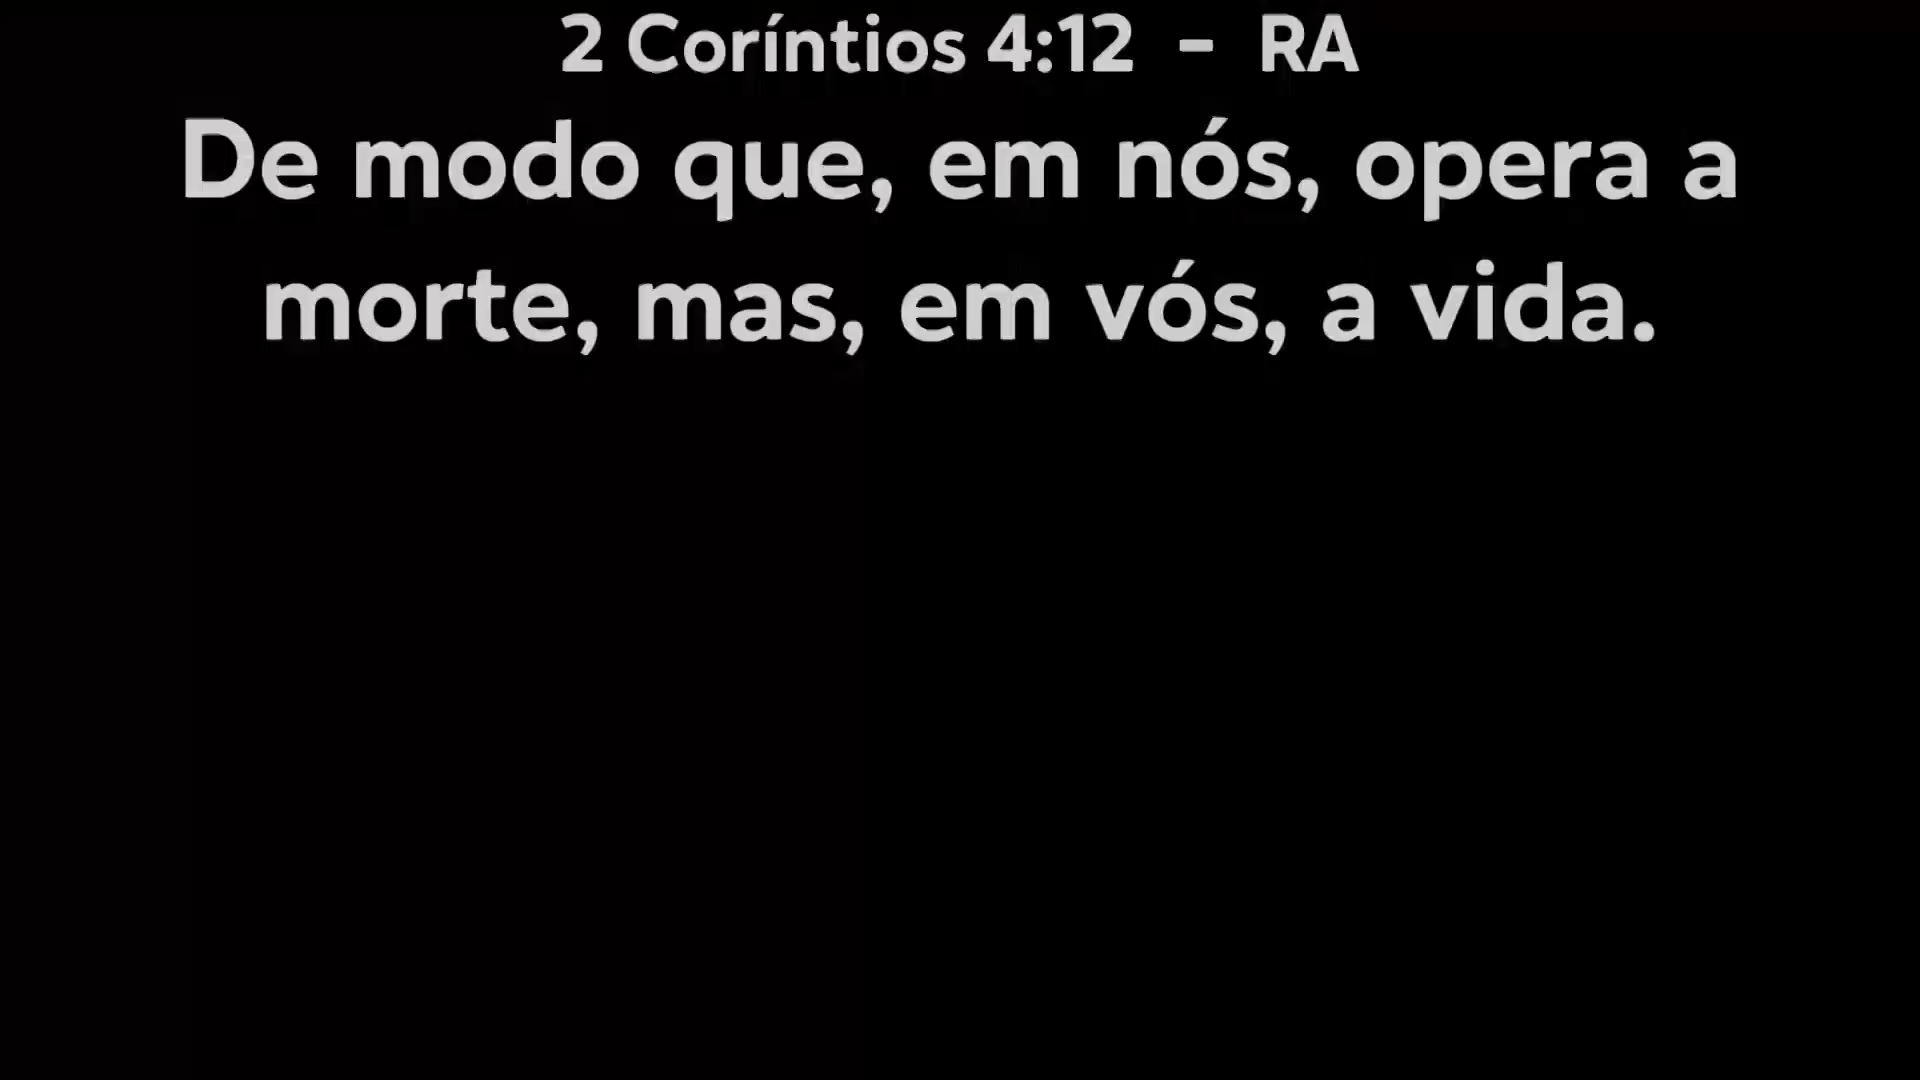 2 Coríntios 4:12 - RA
De modo que, em nós, opera a
morte, mas, em vós, a vida.